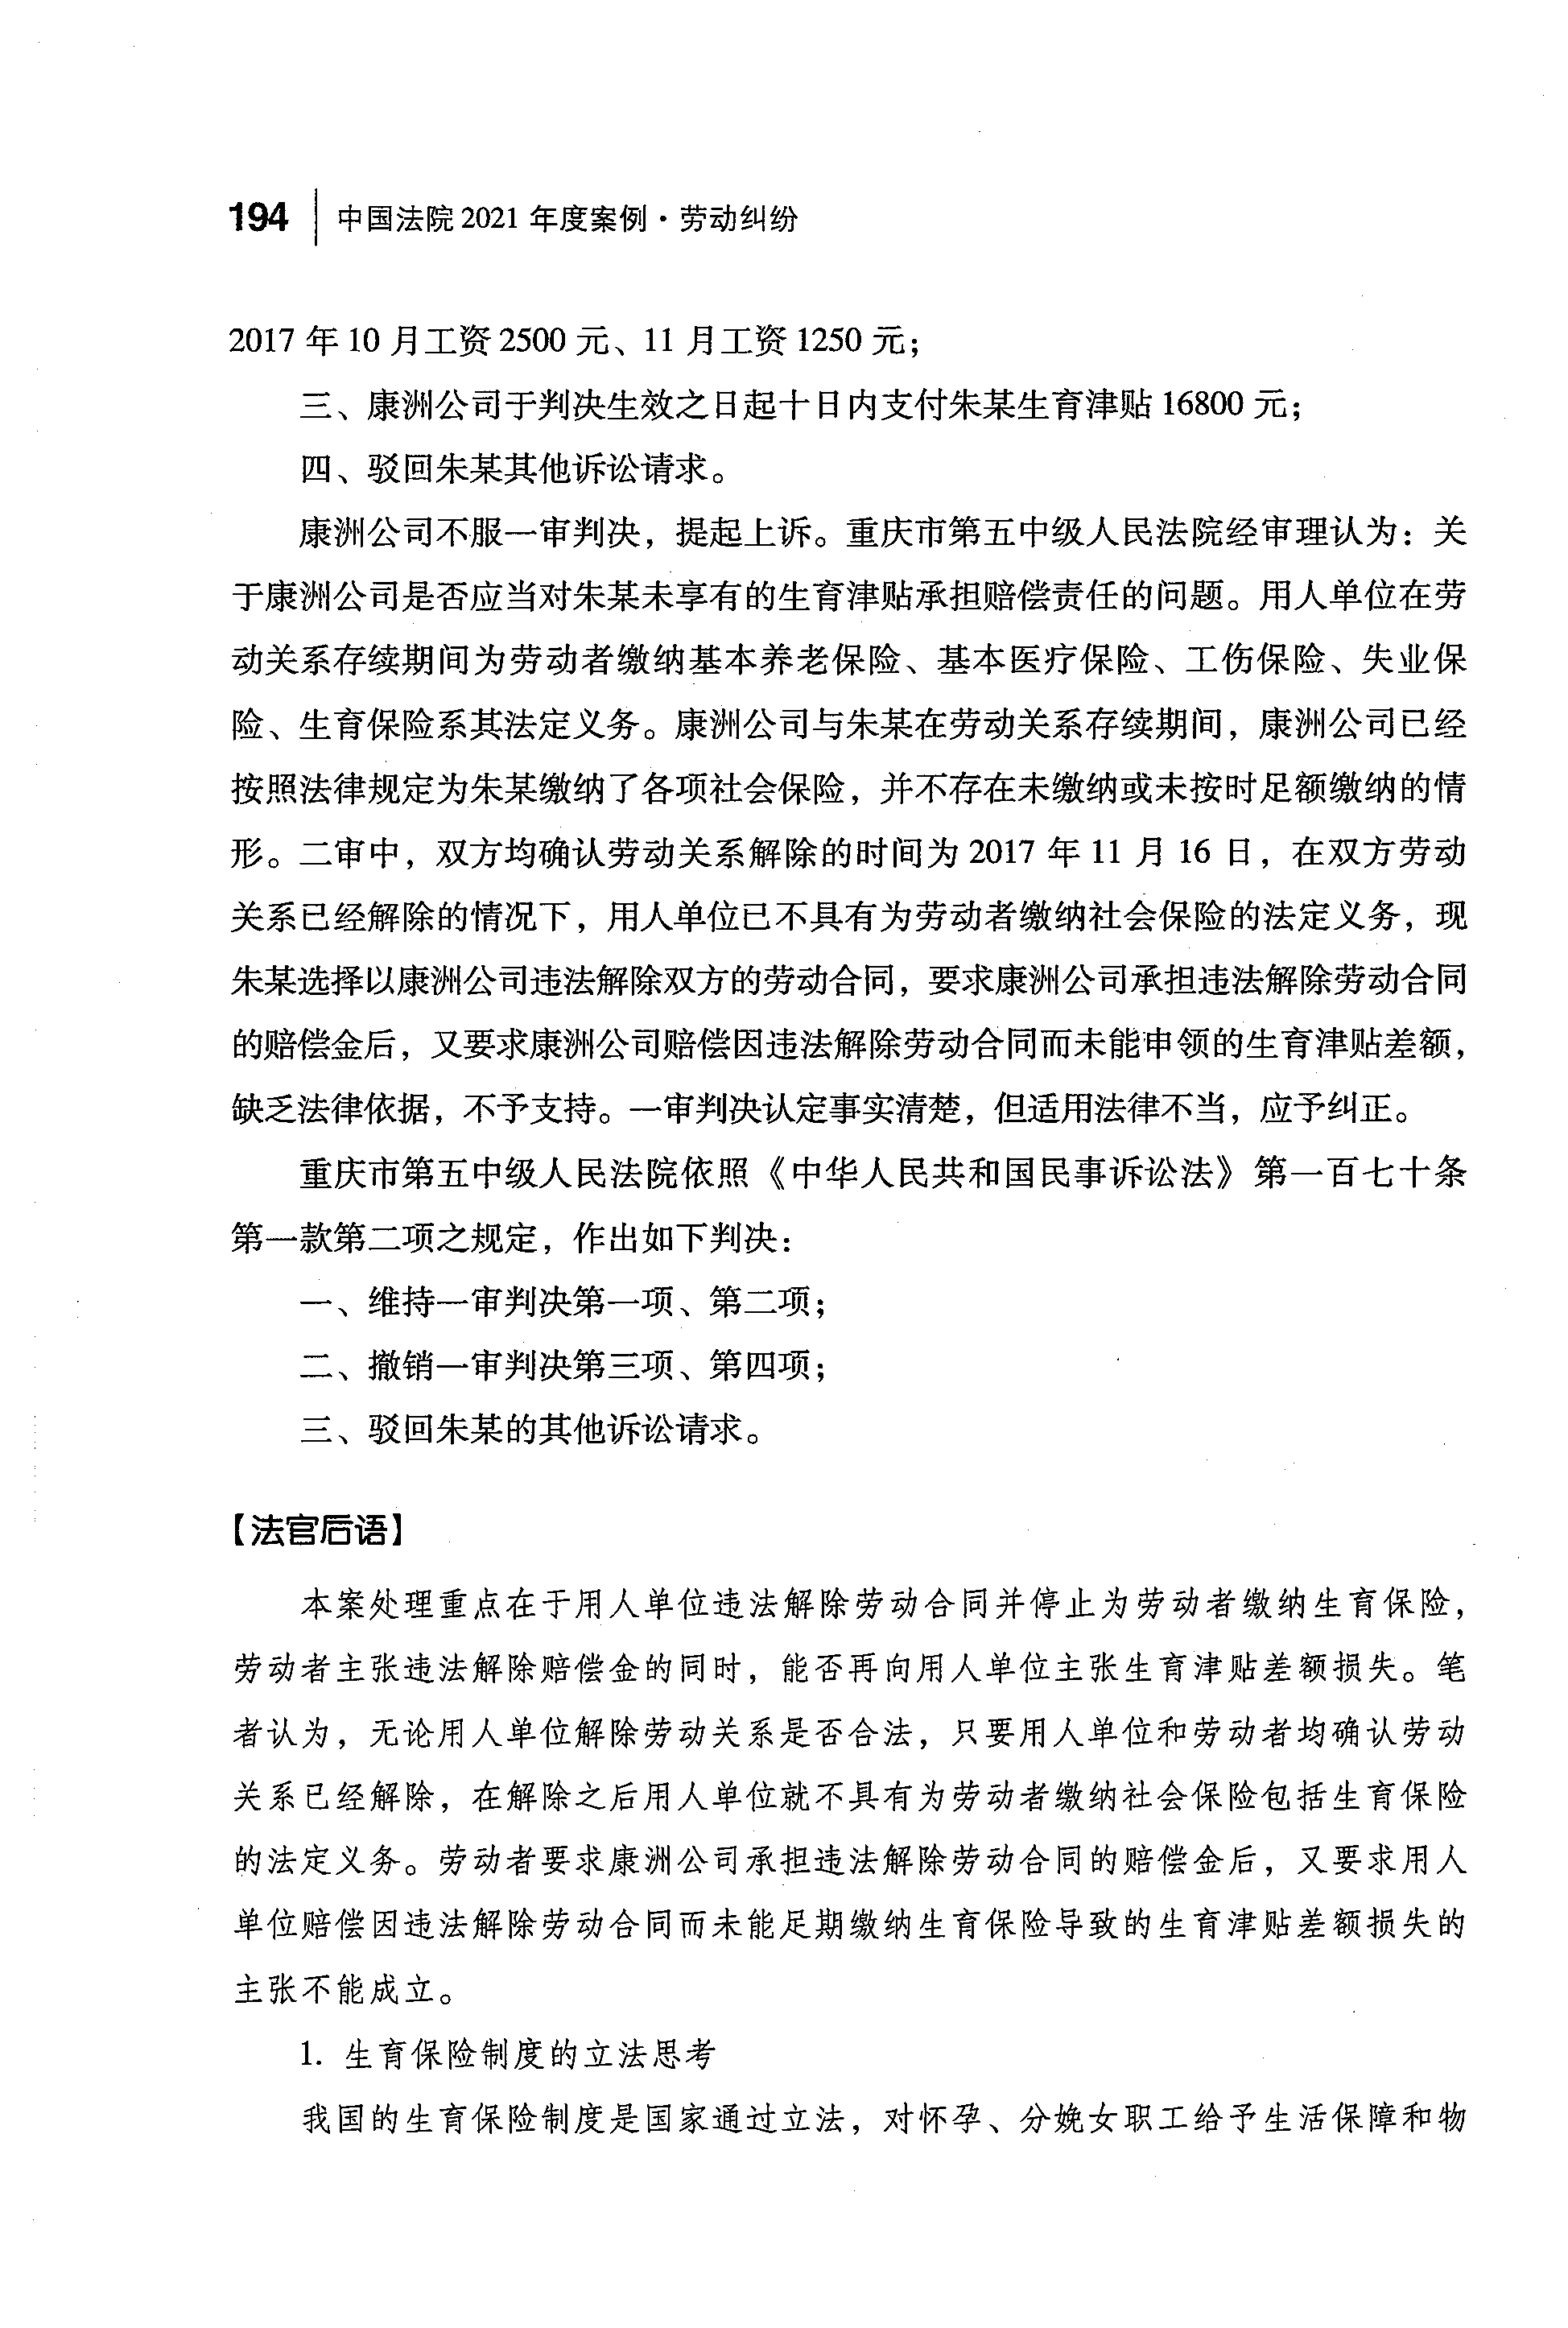 194 中国法院2021年度案例·劳动纠纷
2017年10月工资2500元、11月工资1250元；
三、康洲公司于判决生效之日起十日内支付朱某生育津贴16800元；
四、驳回朱某其他诉讼请求。
康洲公司不服一审判决，提起上诉。重庆市第五中级人民法院经审理认为：关
于康洲公司是否应当对朱某未享有的生育津贴承担赔偿责任的问题。用人单位在劳
动关系存续期间为劳动者缴纳基本养老保险、基本医疗保险、工伤保险、失业保
险、生育保险系其法定义务。康洲公司与朱某在劳动关系存续期间，康洲公司已经
按照法律规定为朱某缴纳了各项社会保险，并不存在未缴纳或未按时足额缴纳的情
形。二审中，双方均确认劳动关系解除的时间为2017年11月16日，在双方劳动
关系已经解除的情况下，用人单位已不具有为劳动者缴纳社会保险的法定义务，现
朱某选择以康洲公司违法解除双方的劳动合同，要求康洲公司承担违法解除劳动合同
的赔偿金后，又要求康洲公司赔偿因违法解除劳动合同而未能申领的生育津贴差额，
缺乏法律依据，不予支持。一审判决认定事实清楚，但适用法律不当，应予纠正。
重庆市第五中级人民法院依照《中华人民共和国民事诉讼法》第一百七十条
第一款第二项之规定，作出如下判决：
一、维持一审判决第一项、第二项；
二、撤销一审判决第三项、第四项；
三、驳回朱某的其他诉讼请求。
【法官后语】
本案处理重点在于用人单位违法解除劳动合同并停止为劳动者缴纳生育保险，
劳动者主张违法解除赔偿金的同时，能否再向用人单位主张生育津贴差额损失。笔
者认为，无论用人单位解除劳动关系是否合法，只要用人单位和劳动者均确认劳动
关系已经解除，在解除之后用人单位就不具有为劳动者缴纳社会保险包括生育保险
的法定义务。劳动者要求康洲公司承担违法解除劳动合同的赔偿金后，又要求用人
单位赔偿因违法解除劳动合同而未能足期缴纳生育保险导致的生育津贴差额损失的
主张不能成立。
1. 生育保险制度的立法思考
我国的生育保险制度是国家通过立法，对怀孕、分娩女职工给予生活保障和物